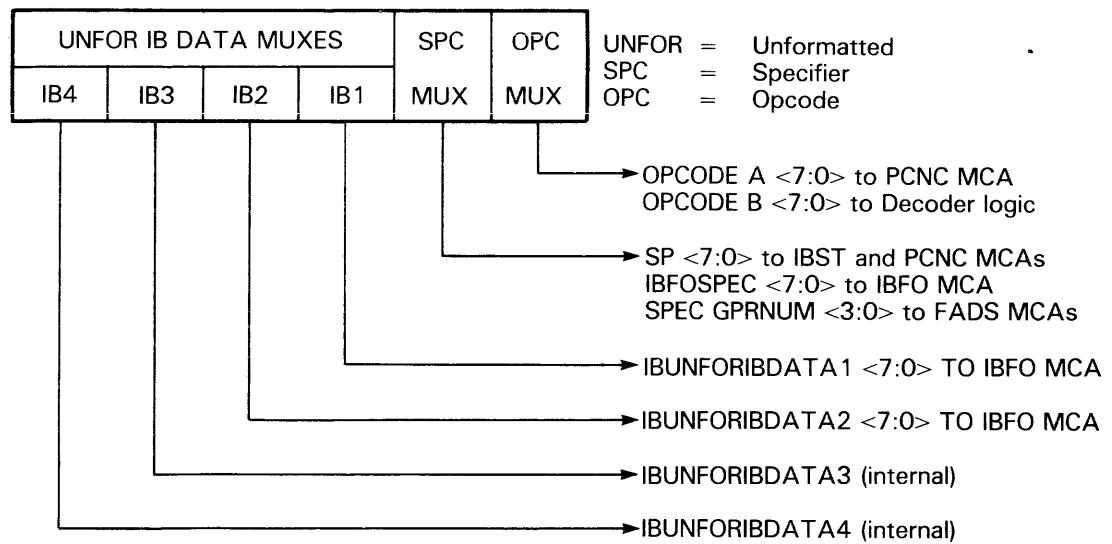 UNFOR IB DATA MUXES SPC OPC
IB4 IB3 IB2 IB1 MUX MUX
UNFOR = Unformatted
SPC = Specifier
OPC = Opcode
OPCODE A <7:0> to PCNC MCA
OPCODE B <7:0> to Decoder logic
SP <7:0> to IBST and PCNC MCAs
IBFOSPEC <7:0> to IBFO MCA
SPEC GPRNUM <3:0> to FADS MCAs
IBUNFORIBDATA1 <7:0> TO IBFO MCA
IBUNFORIBDATA2 <7:0> TO IBFO MCA
IBUNFORIBDATA3 (internal)
IBUNFORIBDATA4 (internal)